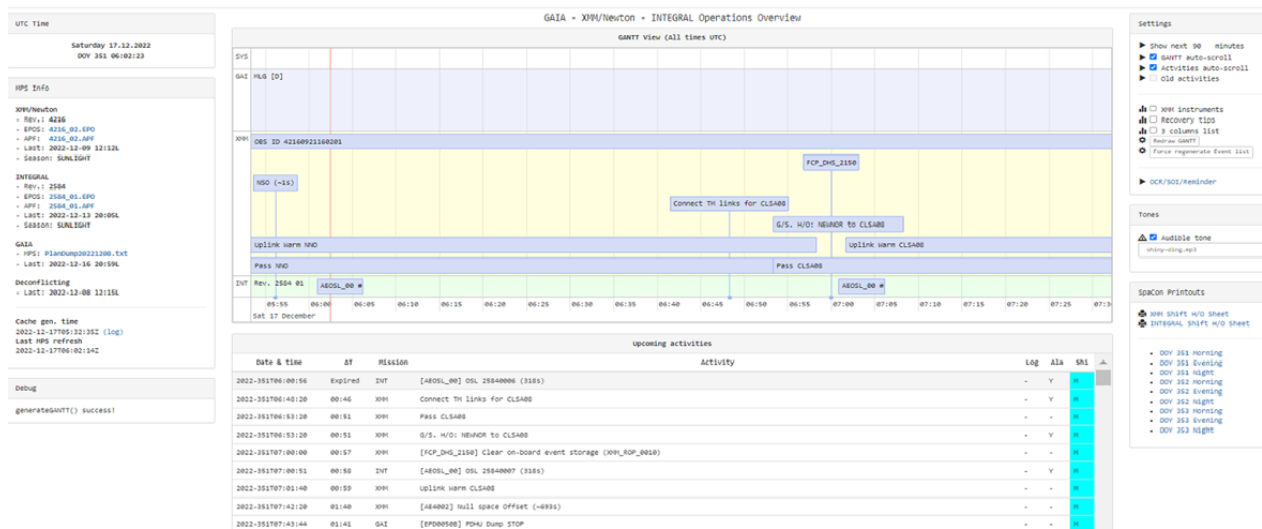 GAIA - XMM/Newton - INTEGRAL Operations Overview
UTC Time
Saturday 17.12.2022
DOY 351 06:02:23
MPS Info
XMM/Newton
- Rev.: 4216
- EPOS: 4216_02.EPO
- APF: 4216_02.APF
- Last: 2022-12-09 12:12L
- Season: SUNLIGHT
INTEGRAL
- Rev.: 2584
- EPOS: 2584_01.EPO
- APF: 2584_01.APF
- Last: 2022-12-13 20:05L
- Season: SUNLIGHT
GAIA
- MPS: PlanDump20221208.txt
- Last: 2022-12-16 20:59L
Deconflicting
- Last: 2022-12-08 12:15L
Cache gen. time
2022-12-17T05:32:35Z (log)
Last MPS refresh
2022-12-17T06:02:14Z
Debug
generateGANTT() success!
GANTT View (All times UTC)
SYS
GAI MLG [D]
XMM OBS ID 42160921160201
FCP_DHS_2150
NSO (~1s)
Connect TM links for CLSA08
G/S. H/O: NEWNOR to CLSA08
Uplink Warm NNO
Uplink Warm CLSA08
Pass NNO
Pass CLSA08
INT Rev. 2584 01
AEOSL_00 #
AEOSL_00 #
05:55 06:00 06:05 06:10 06:15 06:20 06:25 06:30 06:35 06:40 06:45 06:50 06:55 07:00 07:05 07:10 07:15 07:20 07:25
Sat 17 December
Upcoming activities
Date & time ΔT Mission Activity Log Ala Shi
2022-351T06:00:56 Expired INT [AEOSL_00] OSL 25840006 (318s) - Y M
2022-351T06:48:20 00:46 XMM Connect TM links for CLSA08 - Y M
2022-351T06:53:20 00:51 XMM Pass CLSA08 - - M
2022-351T06:53:20 00:51 XMM G/S. H/O: NEWNOR to CLSA08 - Y M
2022-351T07:00:00 00:57 XMM [FCP_DHS_2150] Clear on-board event storage (XMM_ROP_0010) - - M
2022-351T07:00:51 00:58 INT [AEOSL_00] OSL 25840007 (318s) - Y M
2022-351T07:01:40 00:59 XMM Uplink Warm CLSA08 - - M
2022-351T07:42:20 01:40 XMM [AB4002] Null Space Offset (~693s) - - M
2022-351T07:43:44 01:41 GAI [EPD00508] PDHU Dump STOP
Settings
Show next 90 minutes
GANTT auto-scroll
Actvities auto-scroll
Old activities
XMM instruments
Recovery tips
3 columns list
Redraw GANTT
Force regenerate Event list
OCR/SOI/Reminder
Tones
Audible tone
shiny-ding.mp3
SpaCon Printouts
XMM Shift H/O Sheet
INTEGRAL Shift H/O Sheet
DOY 351 Morning
DOY 351 Evening
DOY 351 Night
DOY 352 Morning
DOY 352 Evening
DOY 352 Night
DOY 353 Morning
DOY 353 Evening
DOY 353 Night